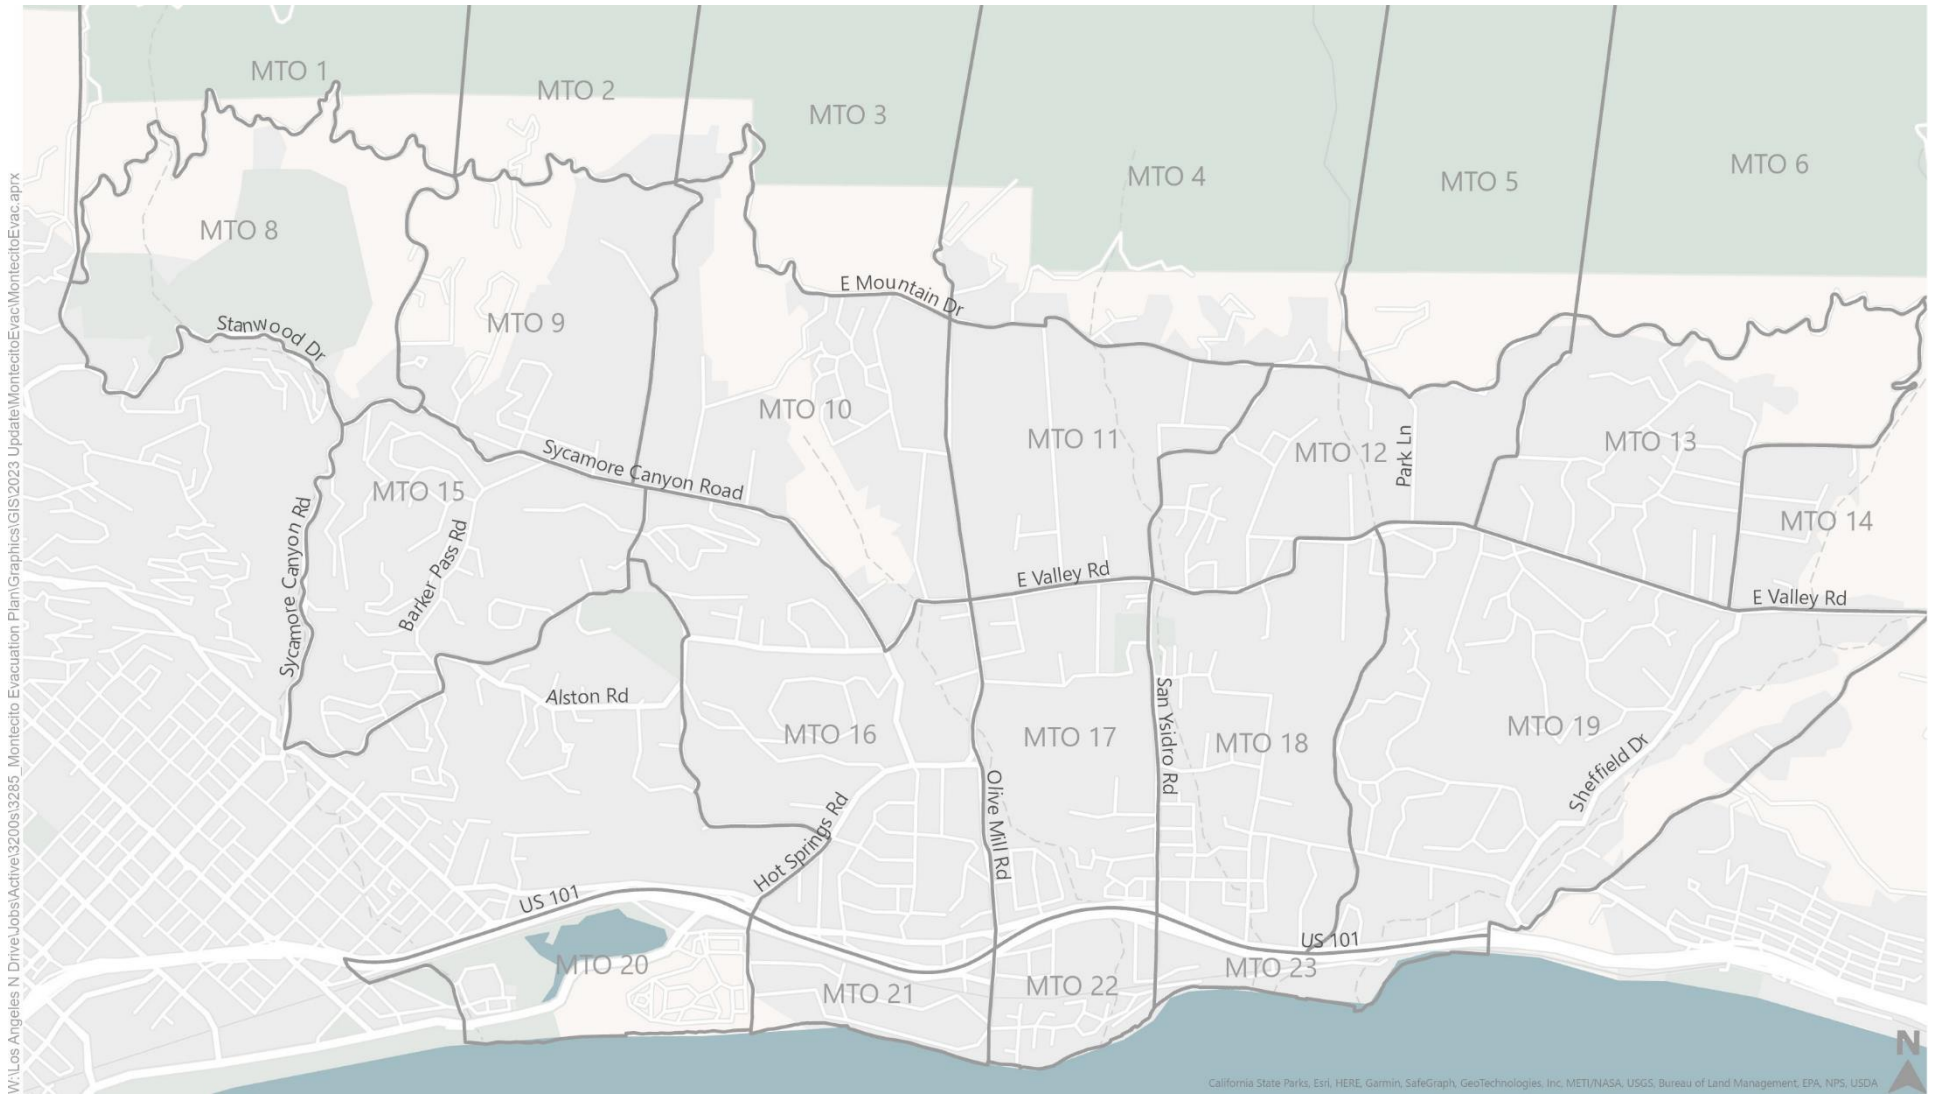 MTO 1
MTO 2
MTO 3
MTO 4
MTO 5
MTO 6
MTO 8
MTO 9
E Mountain Dr
Stanwood Dr
MTO 10
MTO 11
MTO 12
Park Ln
MTO 13
Sycamore Canyon Road
MTO 15
MTO 14
Sycamore Canyon Rd
Barker Pass Rd
E Valley Rd
E Valley Rd
Alston Rd
MTO 16
MTO 17
San Ysidro Rd
MTO 18
MTO 19
Sheffield Dr
Hot Springs Rd
Olive Mill Rd
US 101
US 101
MTO 20
MTO 21
MTO 22
MTO 23
N
W:\Los Angeles N Drive\Jobs\Active\3200s\3285_Montecito Evacuation Plan\Graphics\GIS\2023 Update\MontecitoEvac\MontecitoEvac.aprx
California State Parks, Esri, HERE, Garmin, SafeGraph, GeoTechnologies, Inc, METI/NASA, USGS, Bureau of Land Management, EPA, NPS, USDA